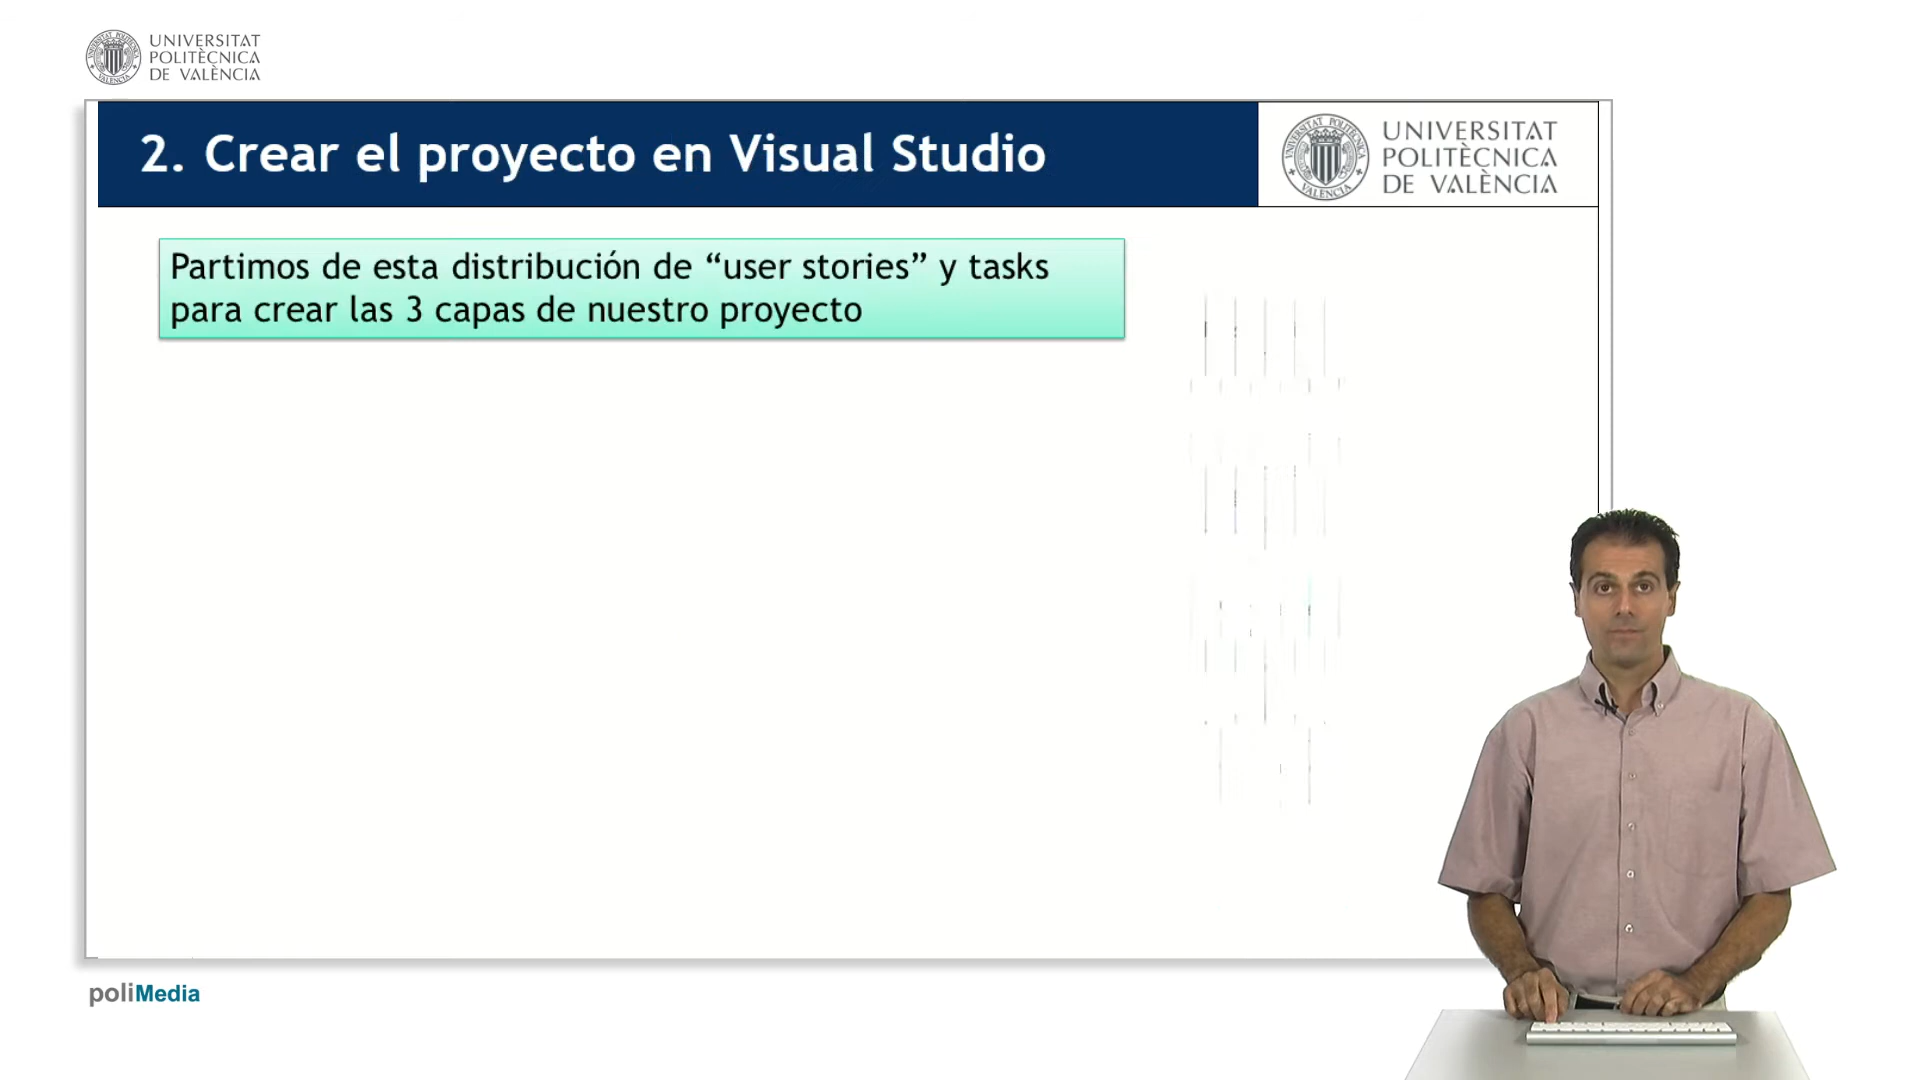 UNIVERSITAT
POLITÈCNICA
DE VALÈNCIA
2. Crear el proyecto en Visual Studio
UNIVERSITAT
POLITÈCNICA
DE VALÈNCIA
Partimos de esta distribución de “user stories” y tasks
para crear las 3 capas de nuestro proyecto
poliMedia